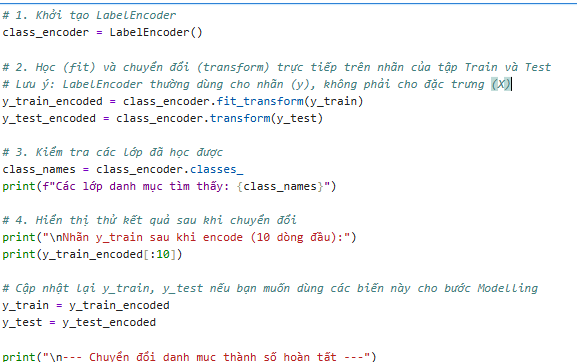 # 1. Khởi tạo LabelEncoder
class_encoder = LabelEncoder()
# 2. Học (fit) và chuyển đổi (transform) trực tiếp trên nhãn của tập Train và Test
# Lưu ý: LabelEncoder thường dùng cho nhãn (y), không phải cho đặc trưng (X)
y_train_encoded = class_encoder.fit_transform(y_train)
y_test_encoded = class_encoder.transform(y_test)
# 3. Kiểm tra các lớp đã học được
class_names = class_encoder.classes_
print(f"Các lớp danh mục tìm thấy: {class_names}")
# 4. Hiển thị thử kết quả sau khi chuyển đổi
print("\nNhãn y_train sau khi encode (10 dòng đầu):")
print(y_train_encoded[:10])
# Cập nhật lại y_train, y_test nếu bạn muốn dùng các biến này cho bước Modelling
y_train = y_train_encoded
y_test = y_test_encoded
print("\n--- Chuyển đổi danh mục thành số hoàn tất ---")